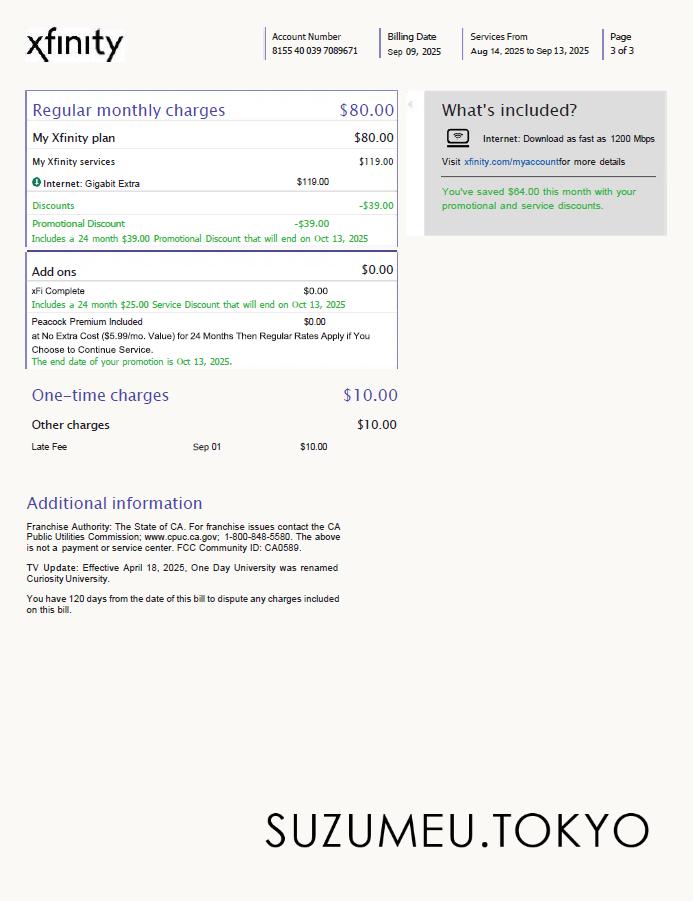 xfinity
Account Number
8155 40 039 7089671
Billing Date
Sep 09, 2025
Services From
Aug 14, 2025 to Sep 13, 2025
Page
3 of 3
Regular monthly charges $80.00
My Xfinity plan $80.00
My Xfinity services $119.00
Internet: Gigabit Extra $119.00
Discounts -$39.00
Promotional Discount -$39.00
Includes a 24 month $39.00 Promotional Discount that will end on Oct 13, 2025
Add ons $0.00
xFi Complete $0.00
Includes a 24 month $25.00 Service Discount that will end on Oct 13, 2025
Peacock Premium Included $0.00
at No Extra Cost ($5.99/mo. Value) for 24 Months Then Regular Rates Apply if You
Choose to Continue Service.
The end date of your promotion is Oct 13, 2025.
What's included?
Internet: Download as fast as 1200 Mbps
Visit xfinity.com/myaccountfor more details
You've saved $64.00 this month with your
promotional and service discounts.
One-time charges $10.00
Other charges $10.00
Late Fee Sep 01 $10.00
Additional information
Franchise Authority: The State of CA. For franchise issues contact the CA
Public Utilities Commission; www.cpuc.ca.gov; 1-800-848-5580. The above
is not a payment or service center. FCC Community ID: CA0589.
TV Update: Effective April 18, 2025, One Day University was renamed
Curiosity University.
You have 120 days from the date of this bill to dispute any charges included
on this bill.
SUZUMEU.TOKYO